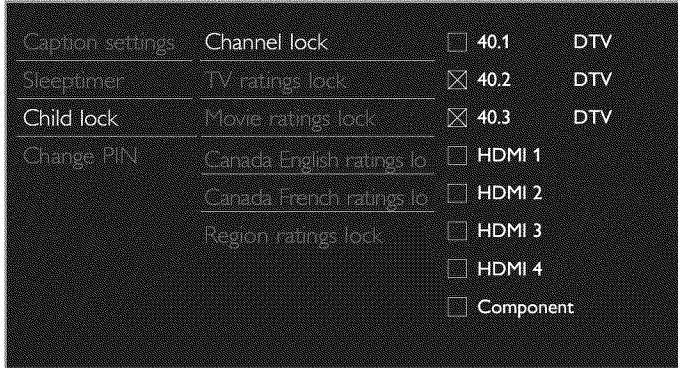 Caption settings
Sleeptimer
Child lock
Change PIN
Channel lock
TV ratings lock
Movie ratings lock
Canada English ratings lo
Canada French ratings lo
Region ratings lock
40.1 DTV
40.2 DTV
40.3 DTV
HDMI 1
HDMI 2
HDMI 3
HDMI 4
Component